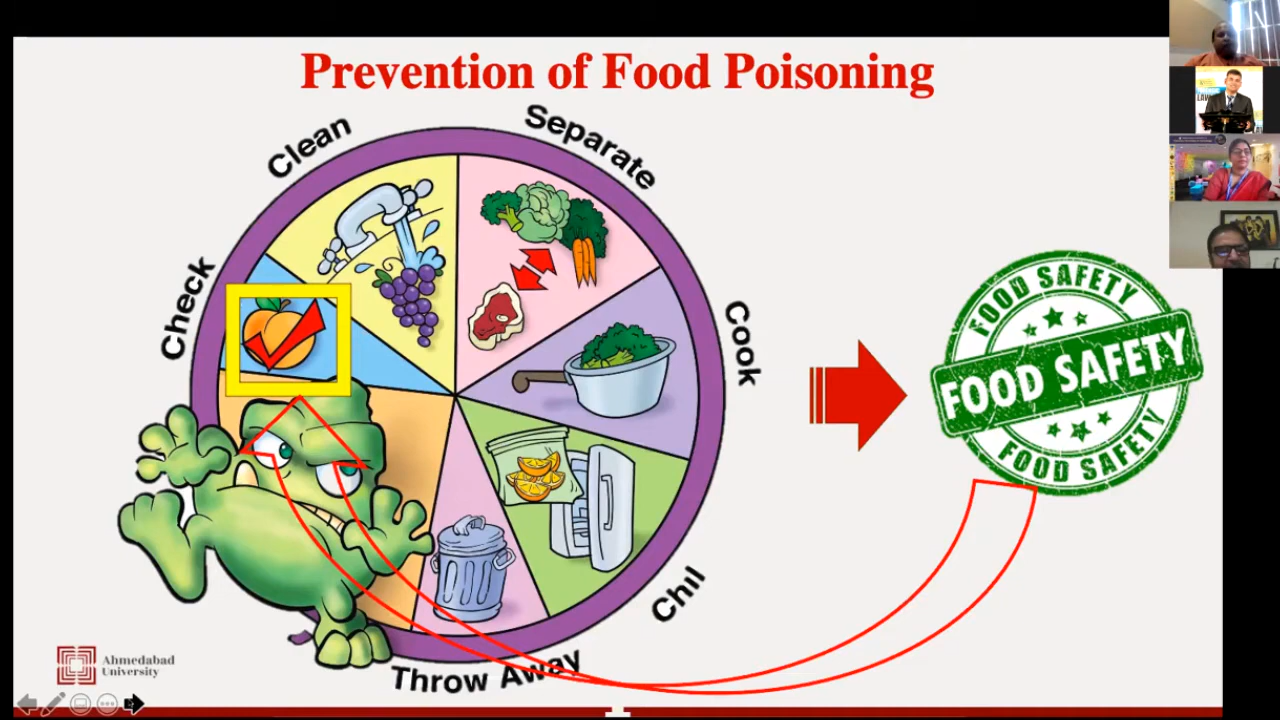 Prevention of Food Poisoning
Clean
Separate
Check
Cook
Chil
Throw Away
FOOD SAFETY
FOOD SAFETY
FOOD SAFETY
Ahmedabad
University
LAW